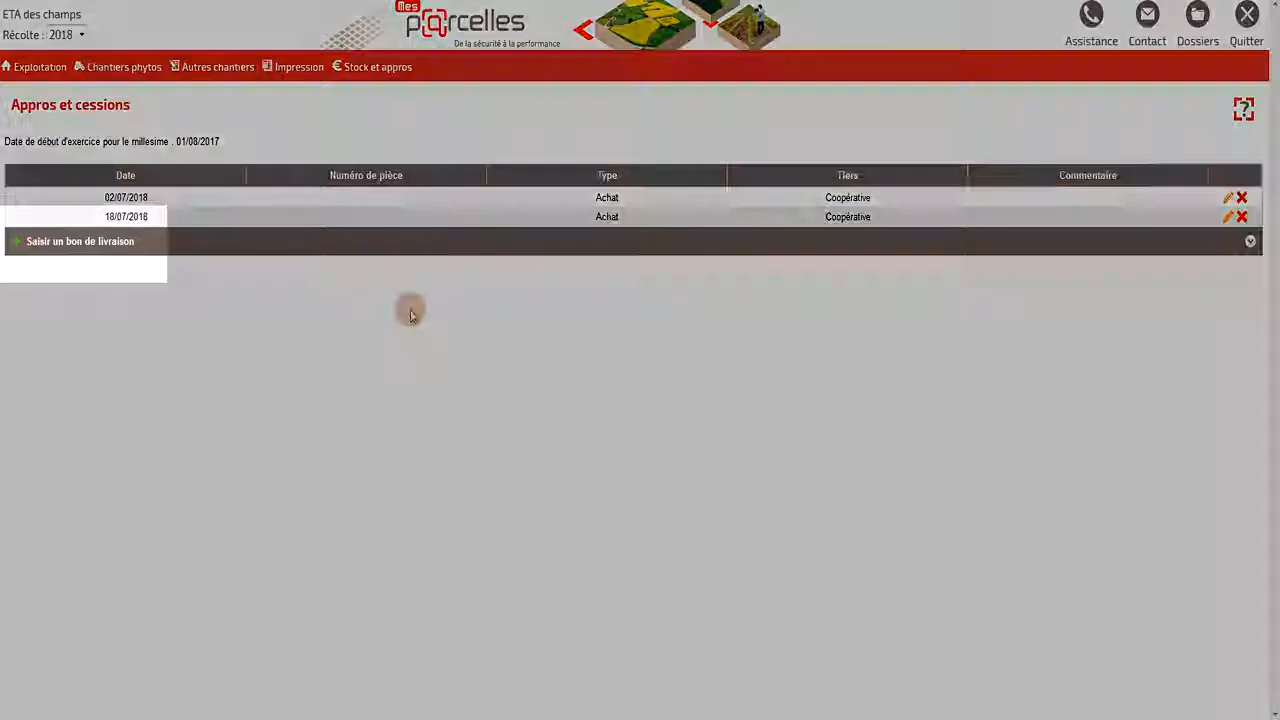 ETA des champs
Récolte : 2018
Mes
p@rcelles
De la sécurité à la performance
Assistance Contact Dossiers Quitter
Exploitation Chantiers phytos Autres chantiers Impression € Stock et appros
Appros et cessions
?
Date de début d'exercice pour le millésime . 01/08/2017
Date Numéro de pièce Type Tiers Commentaire
02/07/2018 Achat Coopérative
18/07/2018 Achat Coopérative
Saisir un bon de livraison